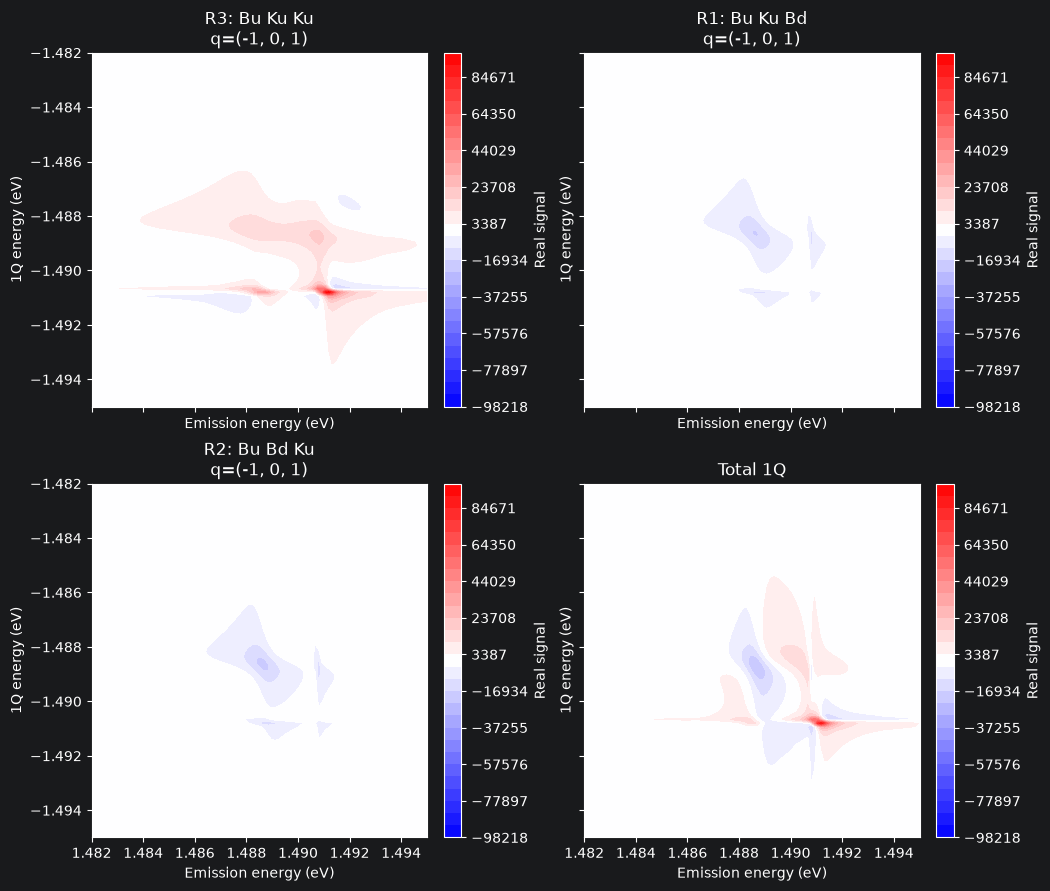 R3: Bu Ku Ku
q=(-1, 0, 1)
−1.482
−1.484
−1.486
−1.488
−1.490
−1.492
−1.494
1Q energy (eV)
Emission energy (eV)
84671
64350
44029
23708
3387
−16934
−37255
−57576
−77897
−98218
Real signal
R1: Bu Ku Bd
q=(-1, 0, 1)
1Q energy (eV)
Emission energy (eV)
84671
64350
44029
23708
3387
−16934
−37255
−57576
−77897
−98218
Real signal
R2: Bu Bd Ku
q=(-1, 0, 1)
−1.482
−1.484
−1.486
−1.488
−1.490
−1.492
−1.494
1Q energy (eV)
1.482 1.484 1.486 1.488 1.490 1.492 1.494
Emission energy (eV)
84671
64350
44029
23708
3387
−16934
−37255
−57576
−77897
−98218
Real signal
Total 1Q
1Q energy (eV)
1.482 1.484 1.486 1.488 1.490 1.492 1.494
Emission energy (eV)
84671
64350
44029
23708
3387
−16934
−37255
−57576
−77897
−98218
Real signal